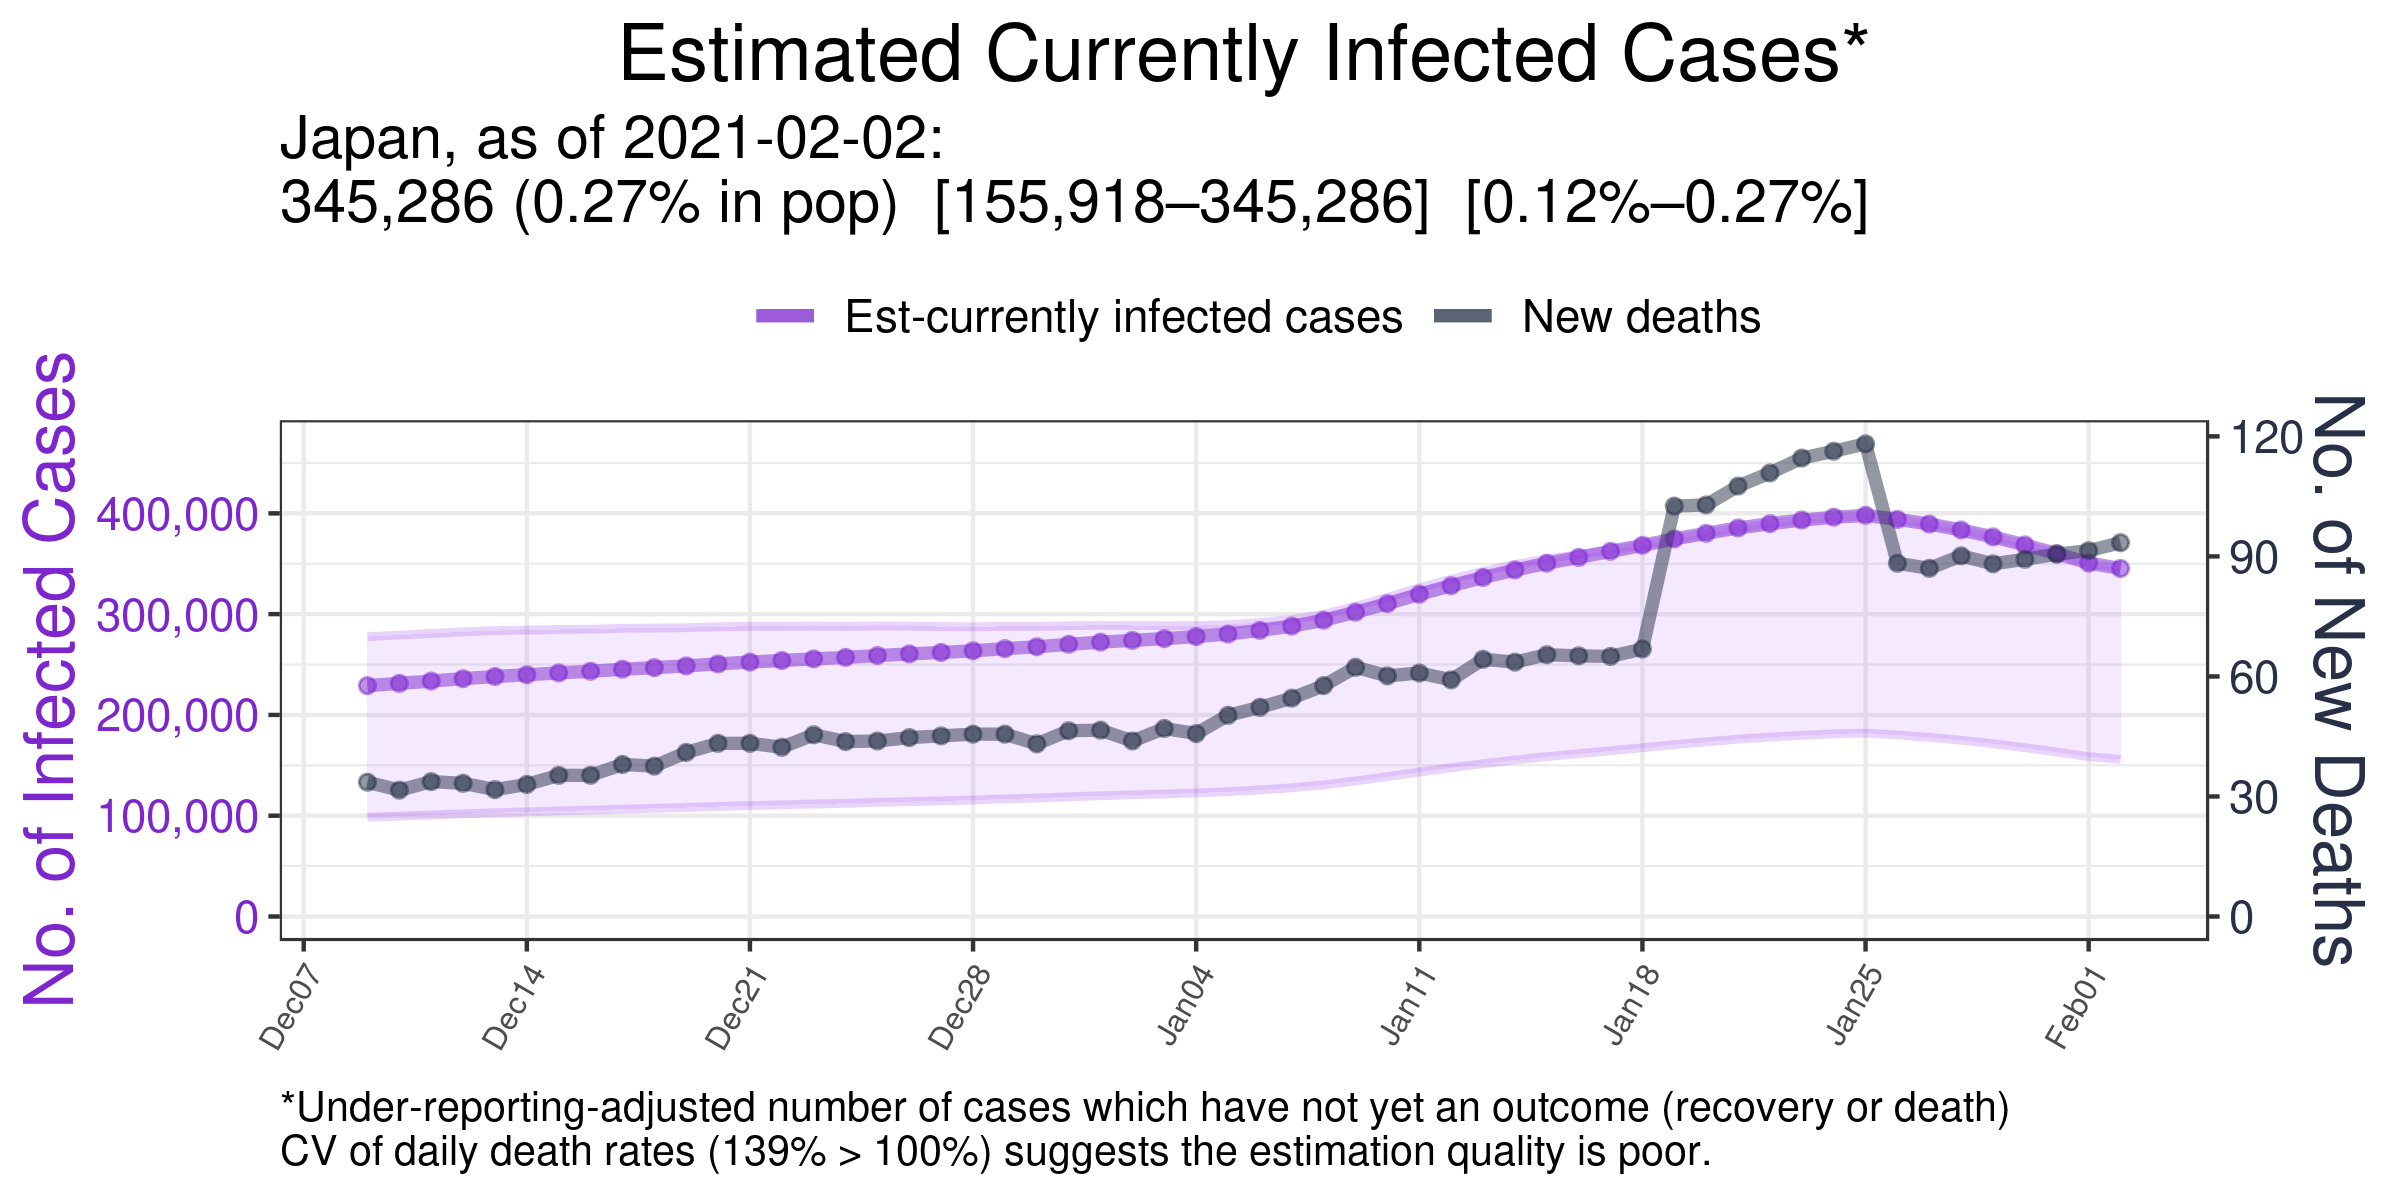 Estimated Currently Infected Cases*
Japan, as of 2021-02-02:
345,286 (0.27% in pop)  [155,918–345,286]  [0.12%–0.27%]
Est-currently infected cases
New deaths
No. of Infected Cases
400,000
300,000
200,000
100,000
0
120
90
60
30
0
No. of New Deaths
Dec07
Dec14
Dec21
Dec28
Jan04
Jan11
Jan18
Jan25
Feb01
*Under-reporting-adjusted number of cases which have not yet an outcome (recovery or death)
CV of daily death rates (139% > 100%) suggests the estimation quality is poor.